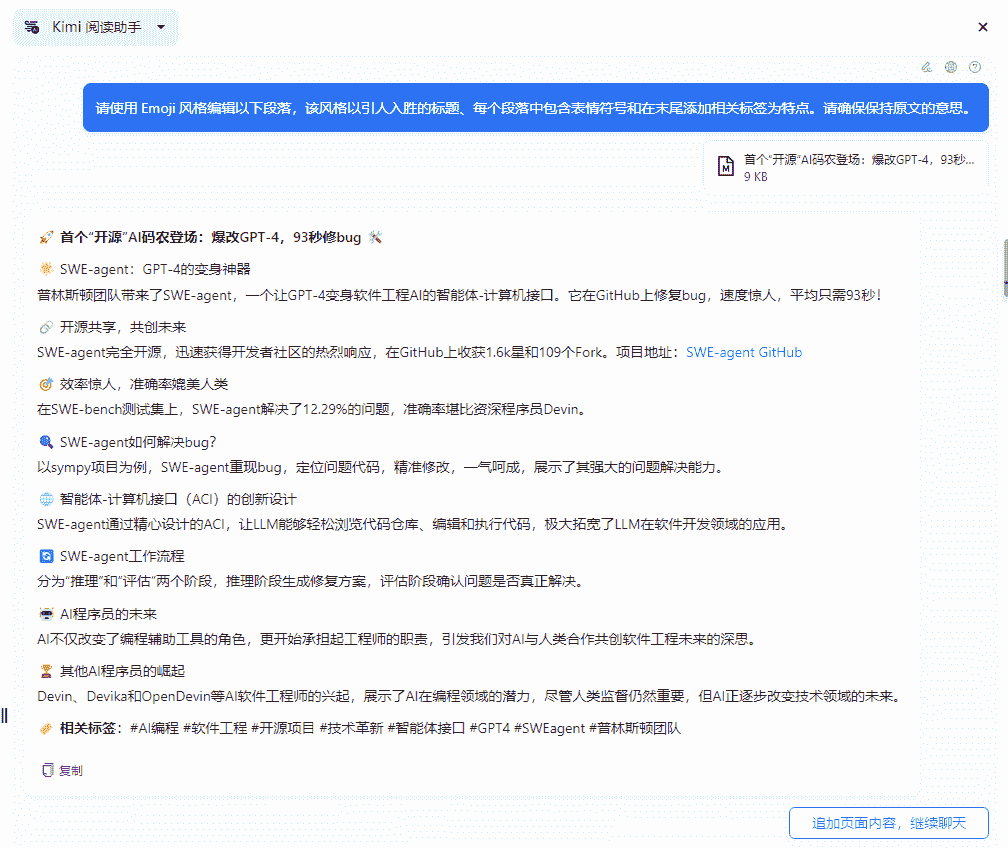 Kimi 阅读助手
请使用 Emoji 风格编辑以下段落，该风格以引人入胜的标题、每个段落中包含表情符号和在末尾添加相关标签为特点。请确保保持原文的意思。
首个“开源”AI码农登场：爆改GPT-4，93秒...
9 KB
🚀 首个“开源”AI码农登场：爆改GPT-4，93秒修bug 🛠️
🌟 SWE-agent：GPT-4的变身神器
普林斯顿团队带来了SWE-agent，一个让GPT-4变身软件工程AI的智能体-计算机接口。它在GitHub上修复bug，速度惊人，平均只需93秒！
🔗 开源共享，共创未来
SWE-agent完全开源，迅速获得开发者社区的热烈响应，在GitHub上收获1.6k星和109个Fork。项目地址：SWE-agent GitHub
🎯 效率惊人，准确率媲美人类
在SWE-bench测试集上，SWE-agent解决了12.29%的问题，准确率堪比资深程序员Devin。
🔍 SWE-agent如何解决bug？
以sympy项目为例，SWE-agent重现bug，定位问题代码，精准修改，一气呵成，展示了其强大的问题解决能力。
🌐 智能体-计算机接口（ACI）的创新设计
SWE-agent通过精心设计的ACI，让LLM能够轻松浏览代码仓库、编辑和执行代码，极大拓宽了LLM在软件开发领域的应用。
🔄 SWE-agent工作流程
分为“推理”和“评估”两个阶段，推理阶段生成修复方案，评估阶段确认问题是否真正解决。
🤖 AI程序员的未来
AI不仅改变了编程辅助工具的角色，更开始承担起工程师的职责，引发我们对AI与人类合作共创软件工程未来的深思。
🏆 其他AI程序员的崛起
Devin、Devika和OpenDevin等AI软件工程师的兴起，展示了AI在编程领域的潜力，尽管人类监督仍然重要，但AI正逐步改变技术领域的未来。
🏷️ 相关标签：#AI编程 #软件工程 #开源项目 #技术革新 #智能体接口 #GPT4 #SWEagent #普林斯顿团队
复制
追加页面内容，继续聊天